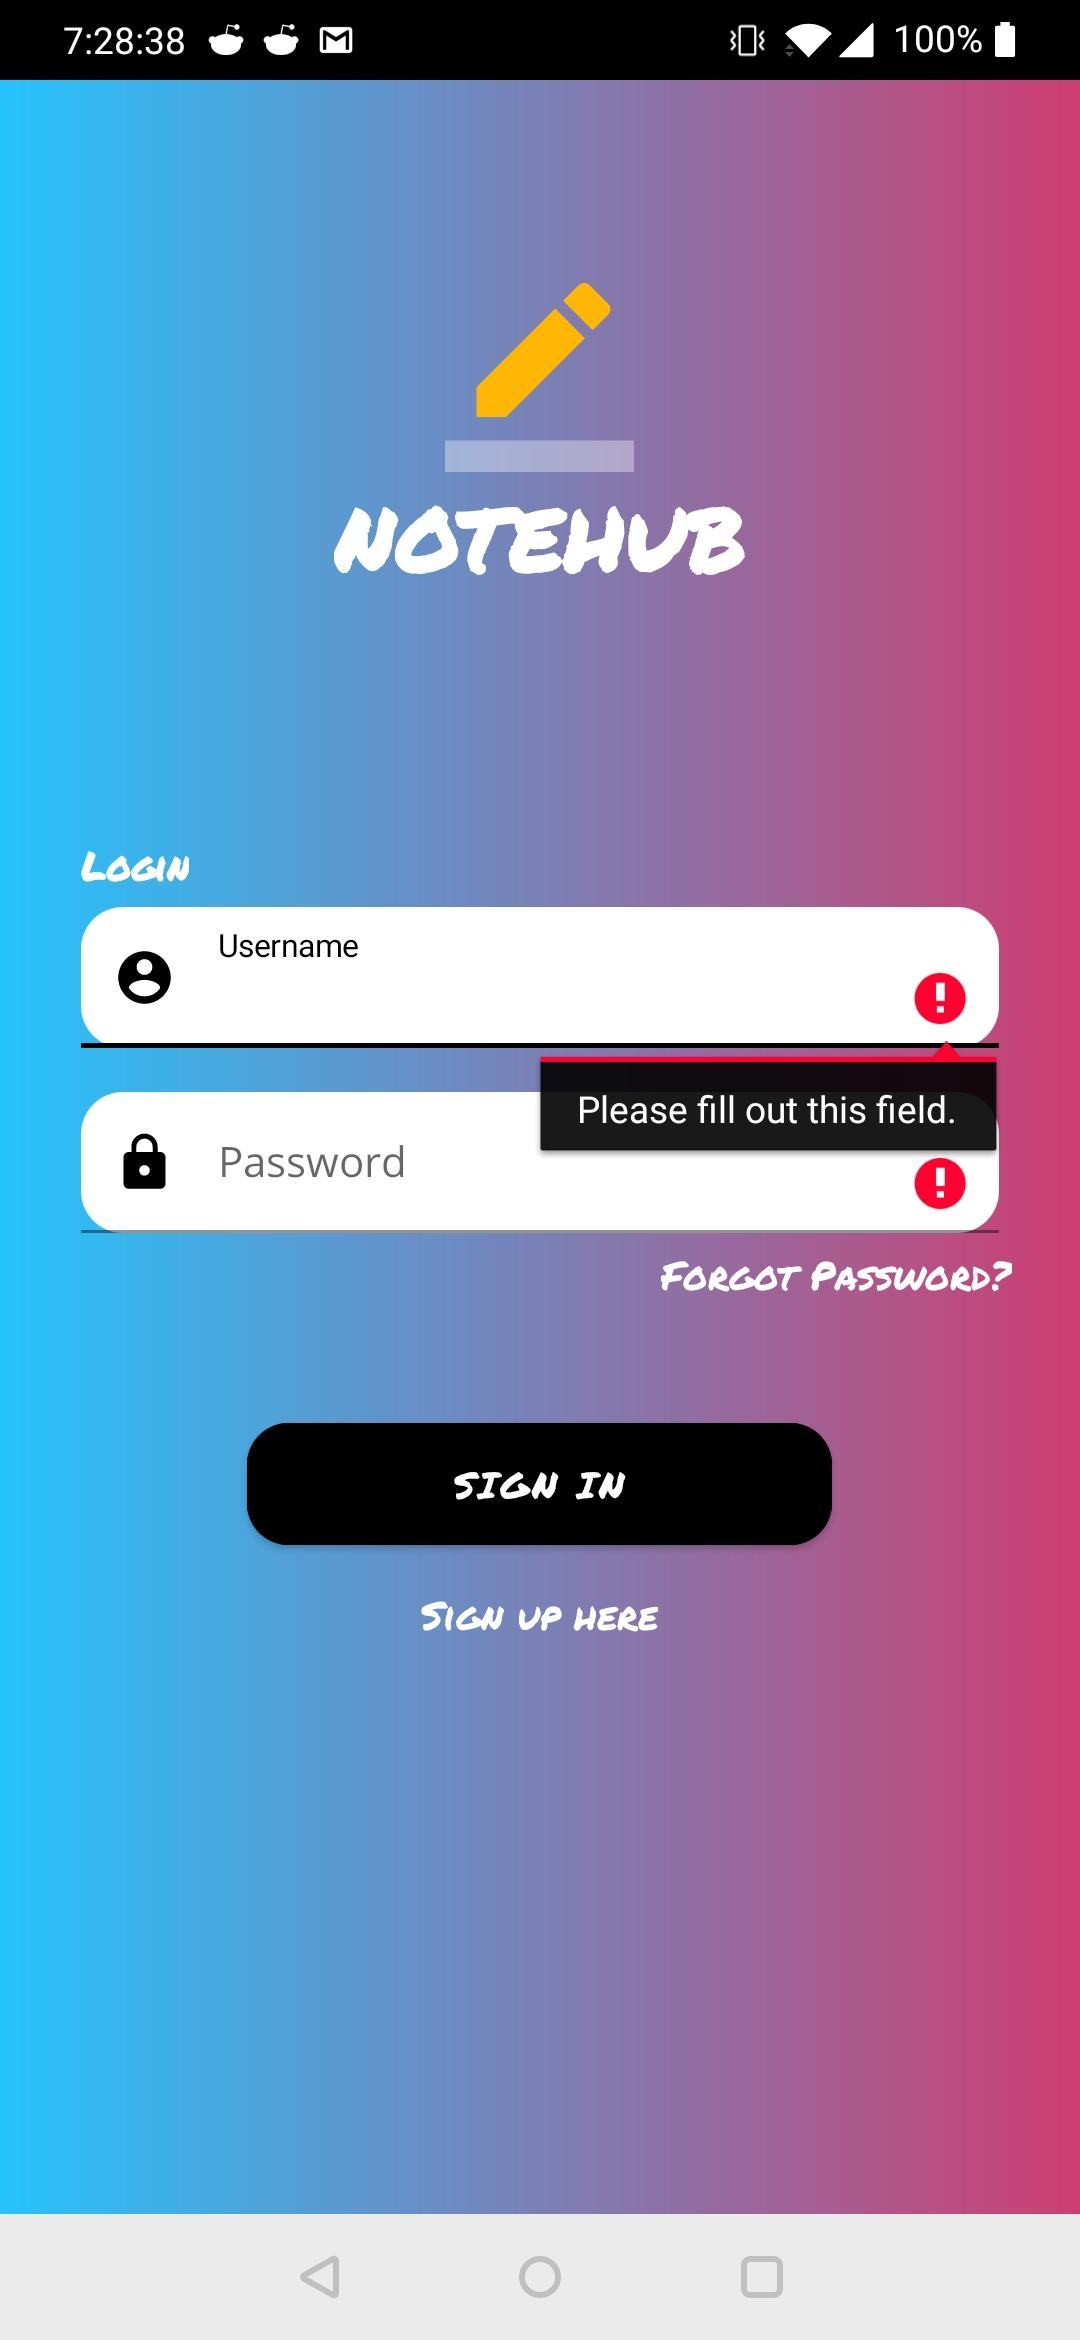 7:28:38 100%
NOTEHUB
Login
Username
Please fill out this field.
Password
Forgot Password?
SIGN IN
Sign up here